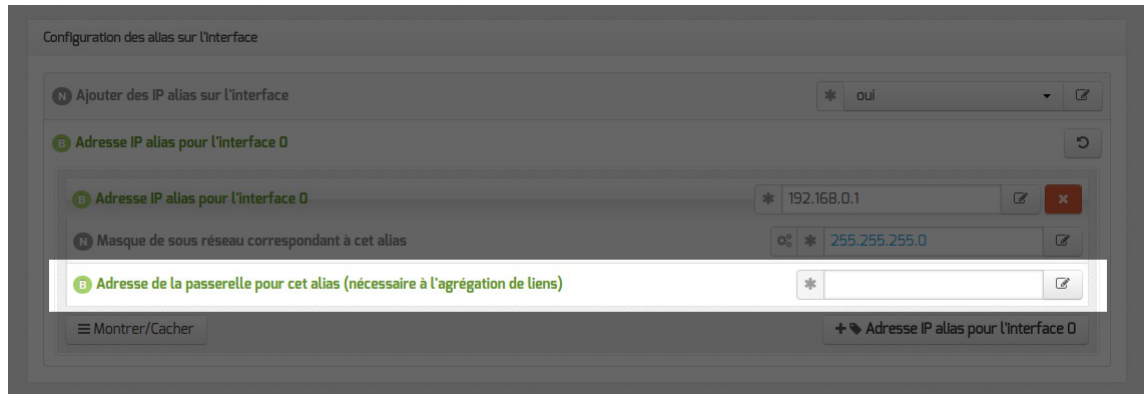 Configuration des alias sur l'interface
N Ajouter des IP alias sur l'interface * oui
B Adresse IP alias pour l'interface 0
B Adresse IP alias pour l'interface 0 * 192.168.0.1
N Masque de sous réseau correspondant à cet alias * 255.255.255.0
B Adresse de la passerelle pour cet alias (nécessaire à l'agrégation de liens) *
Montrer/Cacher + Adresse IP alias pour l'interface 0